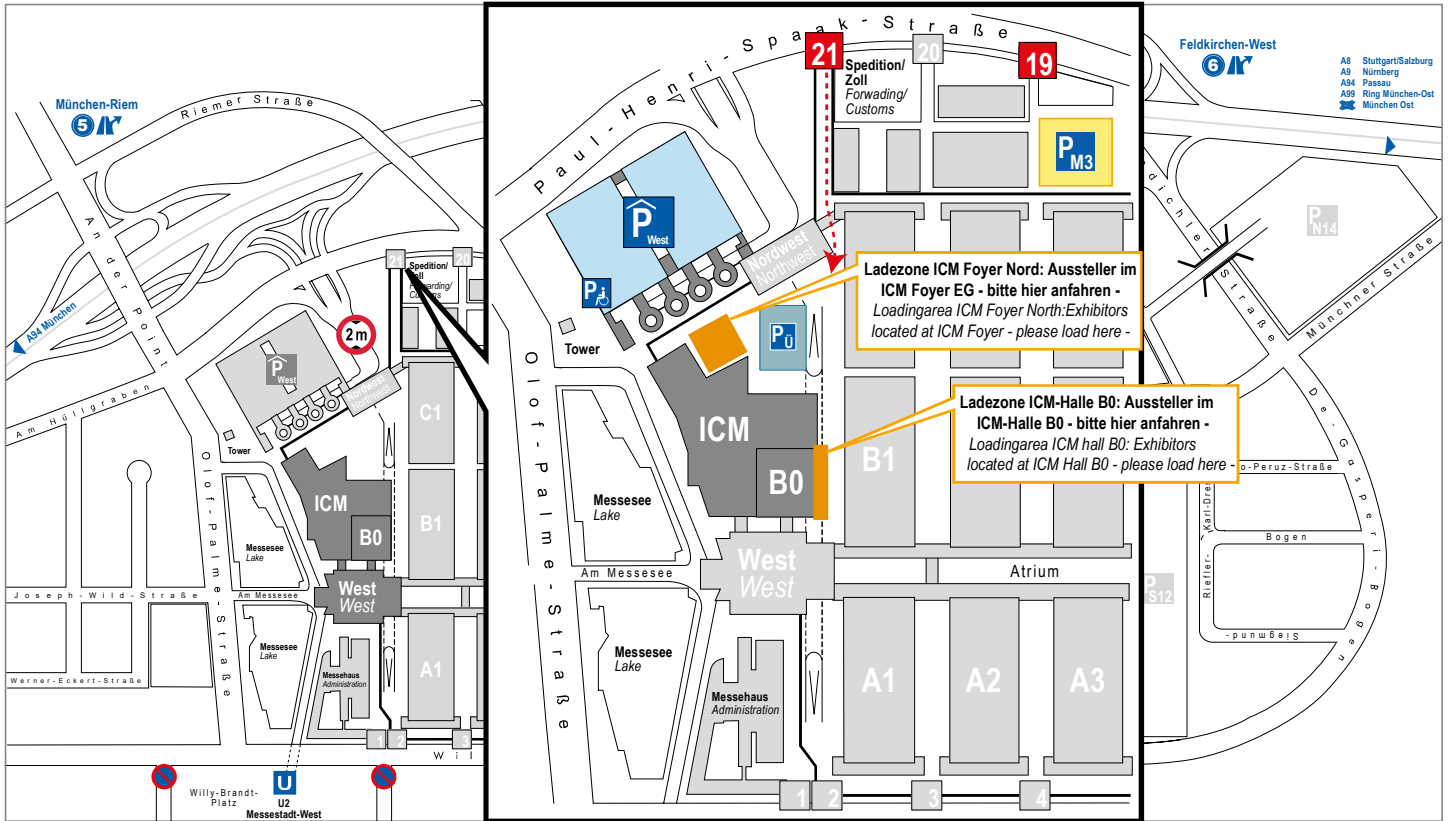 München-Riem
5
Riemer Straße
An der Point
A94 München
Am Hüllgraben
2 m
P
West
Tower
21
20
Spedition/
Zoll
Forwarding/
Customs
Nordwest
Northwest
C1
B1
A1
ICM
B0
West
West
Messesee
Lake
Olof-Palme-Straße
Joseph-Wild-Straße
Am Messesee
Messesee
Lake
Werner-Eckert-Straße
Messehaus
Administration
1
2
3
Wil
Willy-Brandt-
Platz
U
U2
Messestadt-West
Paul-Henri-Spaak-Straße
21
20
19
Spedition/
Zoll
Forwading/
Customs
P
M3
P
West
P
Nordwest
Northwest
Ladezone ICM Foyer Nord: Aussteller im
ICM Foyer EG - bitte hier anfahren -
Loadingarea ICM Foyer North:Exhibitors
located at ICM Foyer - please load here -
P
Ü
Tower
Olof-Palme-Straße
ICM
B0
B1
Ladezone ICM-Halle B0: Aussteller im
ICM-Halle B0 - bitte hier anfahren -
Loadingarea ICM hall B0: Exhibitors
located at ICM Hall B0 - please load here -
Messesee
Lake
West
West
Am Messesee
Atrium
Messesee
Lake
A1
A2
A3
Messehaus
Administration
1
2
3
4
Feldkirchen-West
6
A8 Stuttgart/Salzburg
A9 Nürnberg
A94 Passau
A99 Ring München-Ost
München Ost
P
N14
Münchner Straße
De-Gasperi-Bogen
o-Peruz-Straße
Bogen
Riefler-
P
S12
Siegmund-